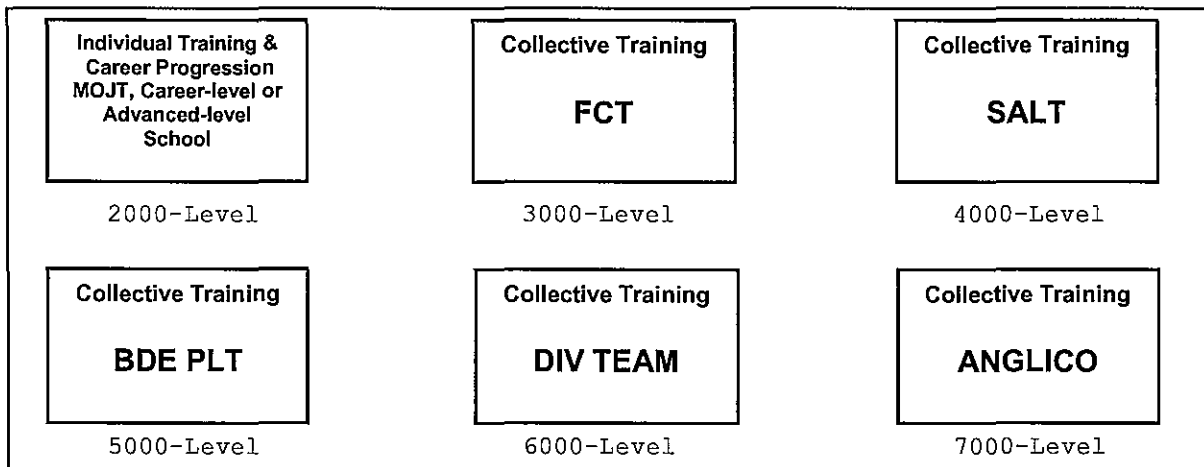 Individual Training &
Career Progression
MOJT, Career-level or
Advanced-level
School
2000-Level
Collective Training
FCT
3000-Level
Collective Training
SALT
4000-Level
Collective Training
BDE PLT
5000-Level
Collective Training
DIV TEAM
6000-Level
Collective Training
ANGLICO
7000-Level